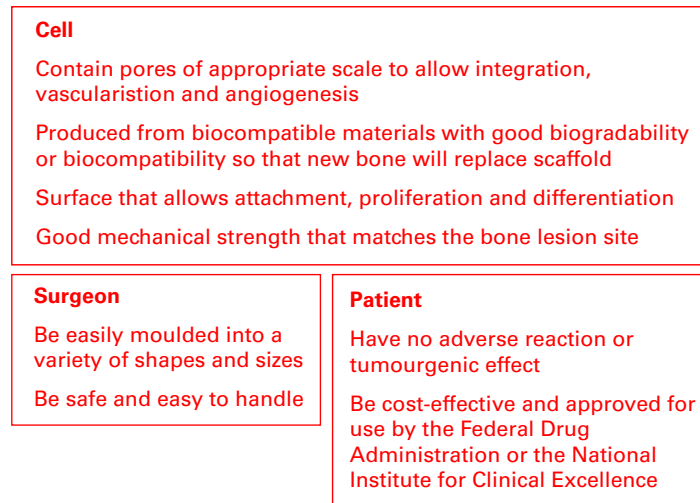 Cell
Contain pores of appropriate scale to allow integration,
vascularistion and angiogenesis
Produced from biocompatible materials with good biogradability
or biocompatibility so that new bone will replace scaffold
Surface that allows attachment, proliferation and differentiation
Good mechanical strength that matches the bone lesion site
Surgeon
Be easily moulded into a
variety of shapes and sizes
Be safe and easy to handle
Patient
Have no adverse reaction or
tumourgenic effect
Be cost-effective and approved for
use by the Federal Drug
Administration or the National
Institute for Clinical Excellence